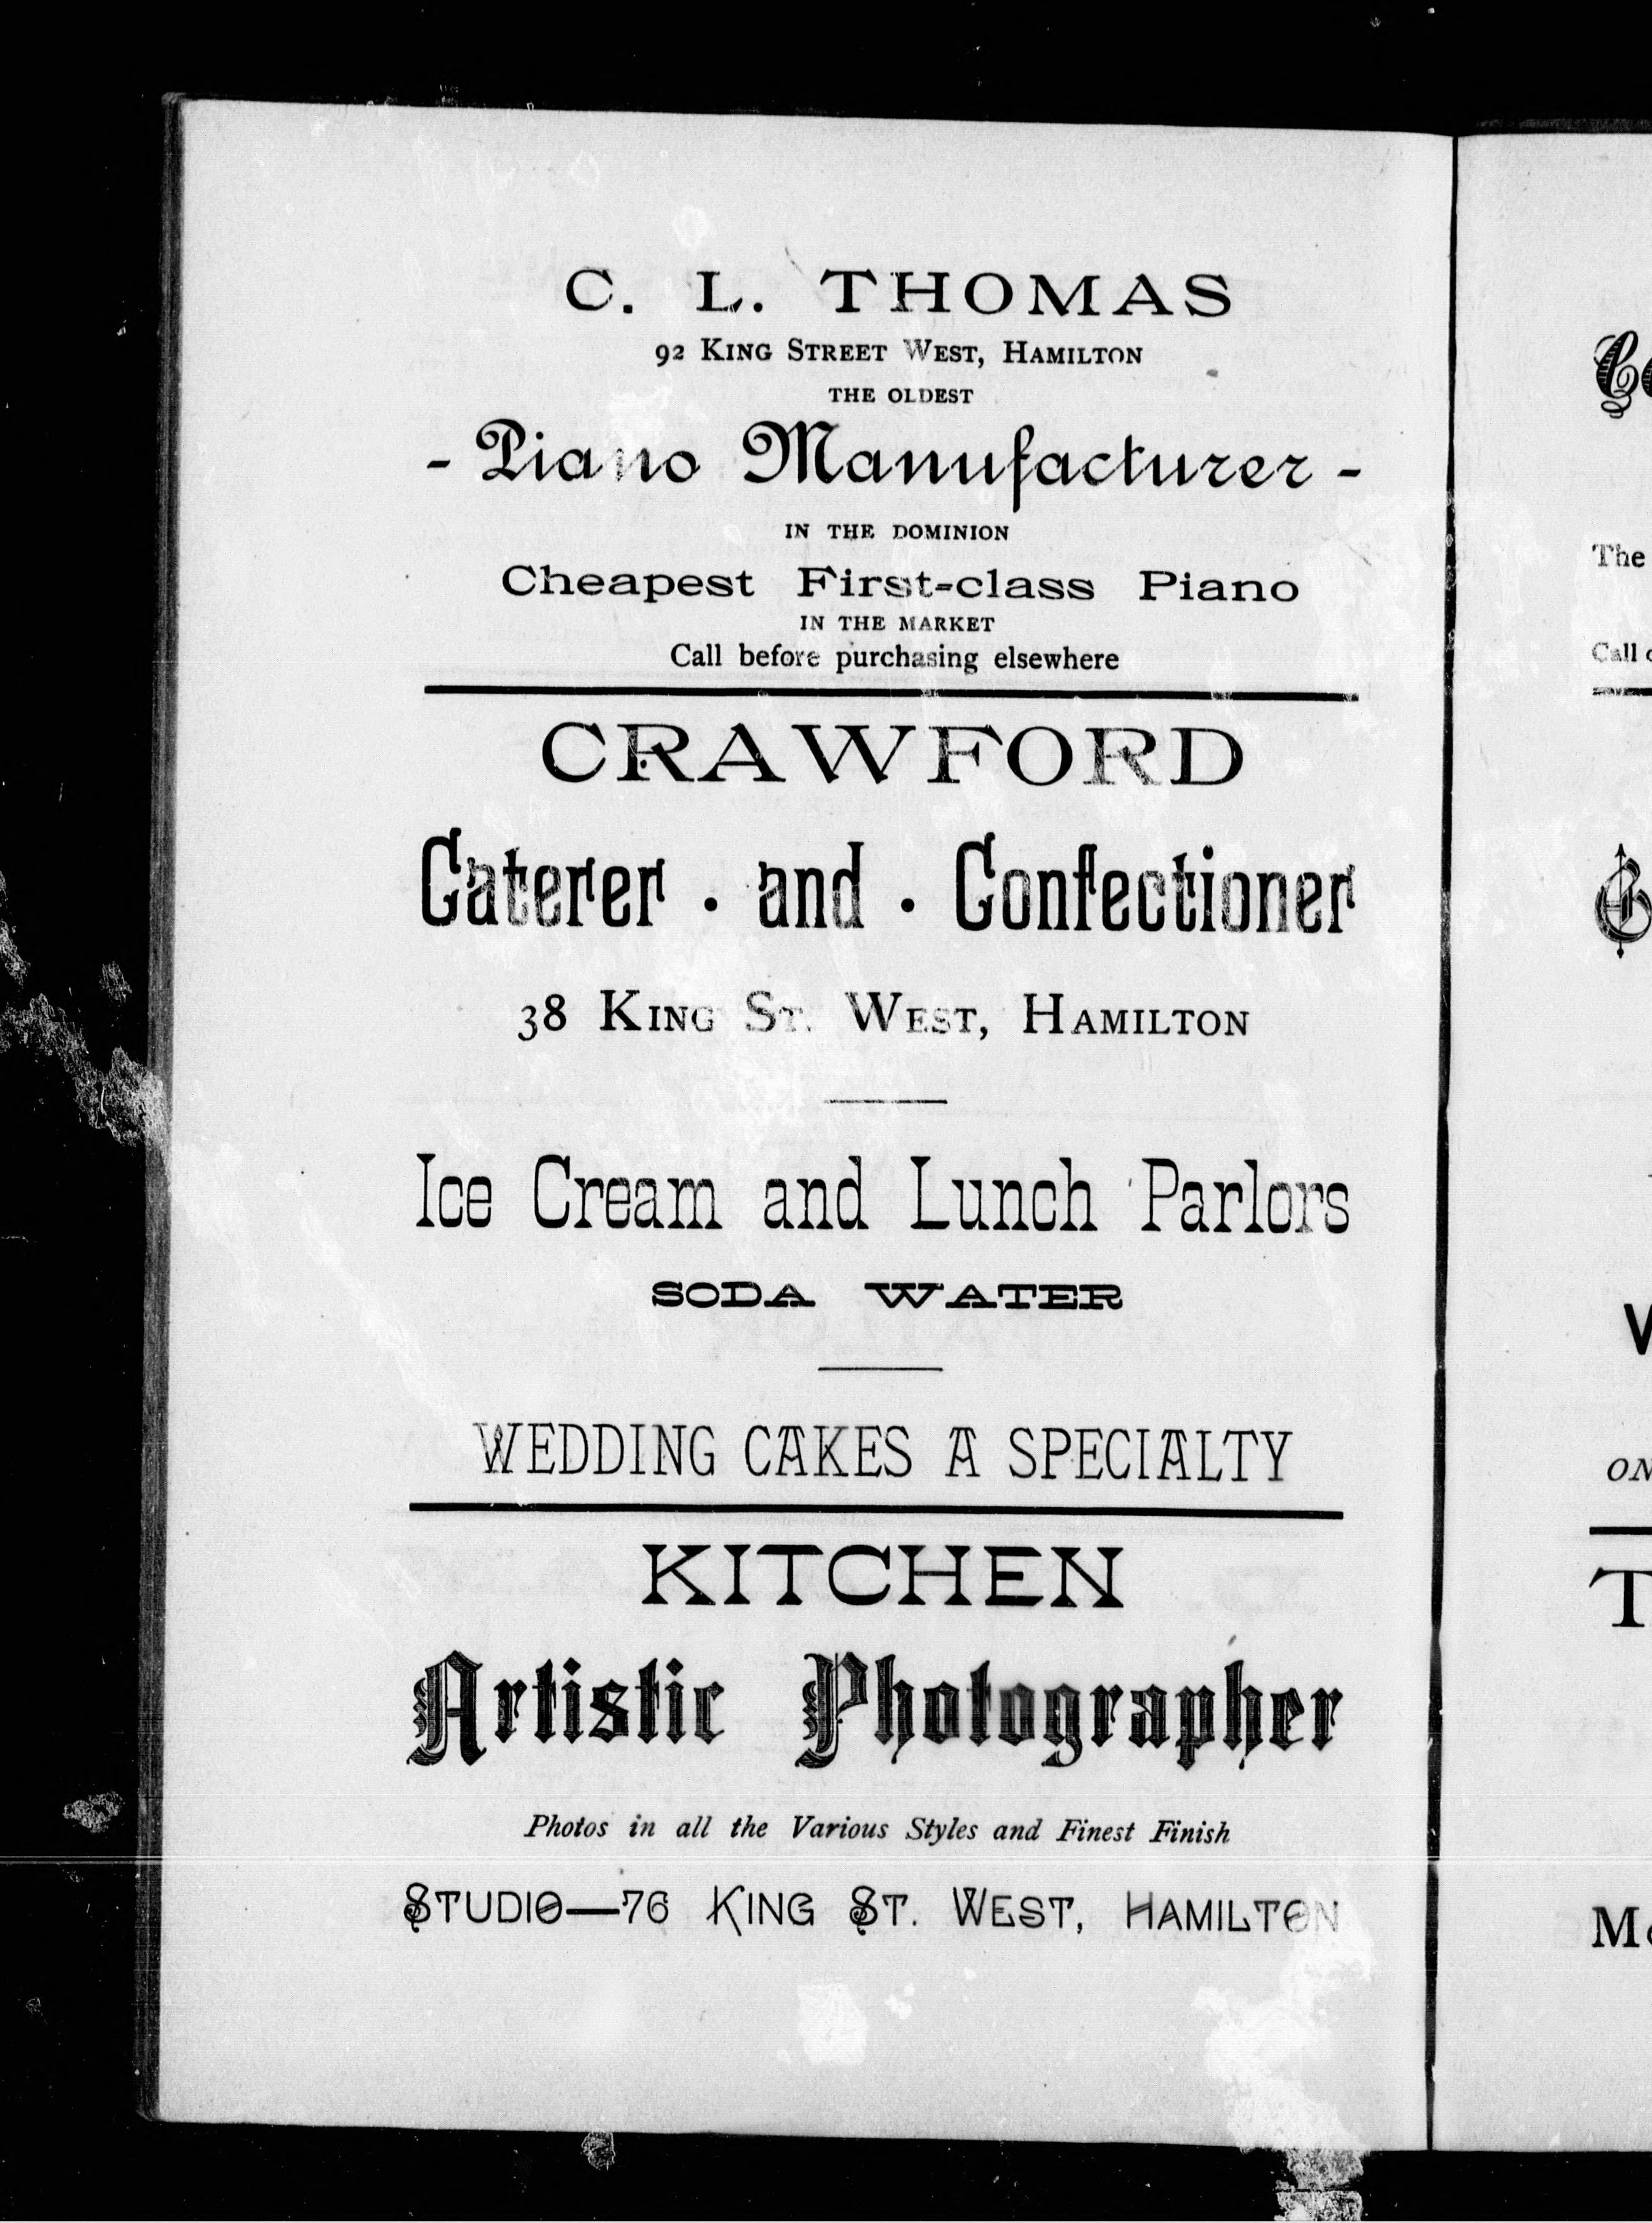 C. L. THOMAS
92 KING STREET WEST, HAMILTON
THE OLDEST
- Piano Manufacturer -
IN THE DOMINION
Cheapest First-class Piano
IN THE MARKET
Call before purchasing elsewhere
CRAWFORD
Caterer · and · Confectioner
38 KING ST. WEST, HAMILTON
Ice Cream and Lunch Parlors
SODA WATER
WEDDING CAKES A SPECIALTY
KITCHEN
Artistic Photographer
Photos in all the Various Styles and Finest Finish
STUDIO—76 KING ST. WEST, HAMILTON
The
Call